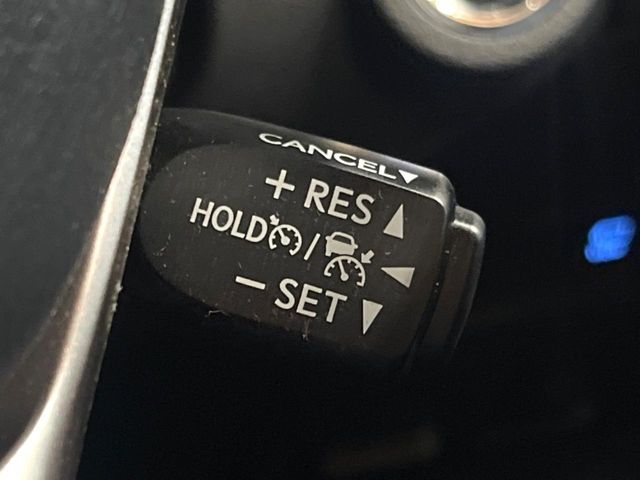 CANCEL▼
+ RES ▲
HOLD / ◀
− SET ▼